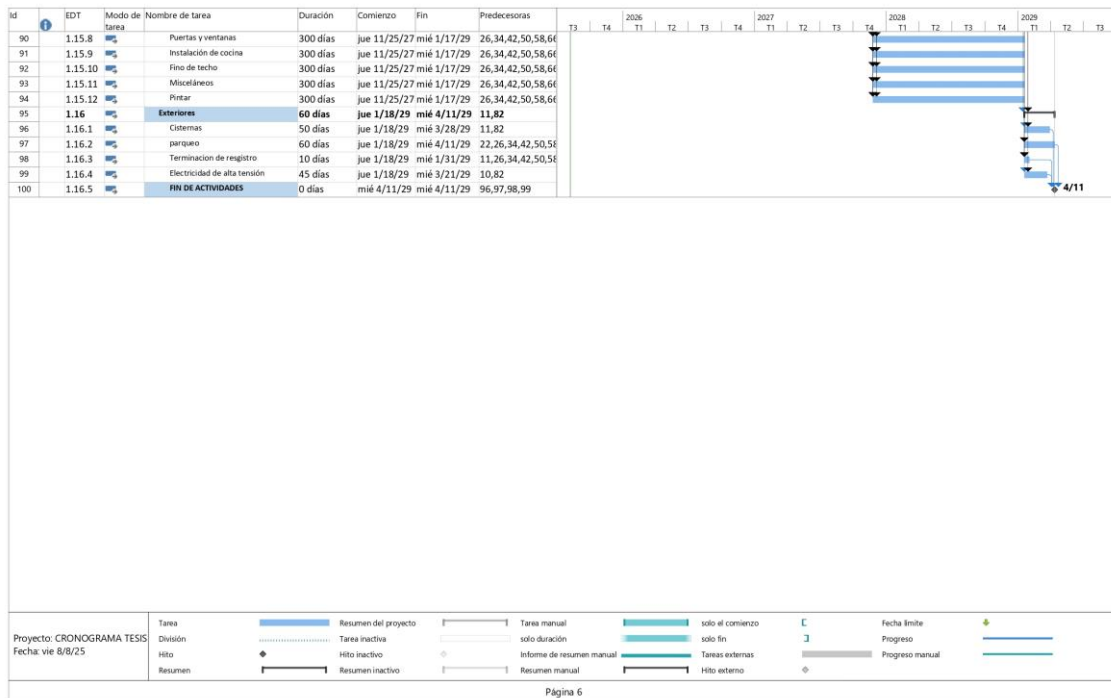 Id EDT Modo de tarea Nombre de tarea Duración Comienzo Fin Predecesoras
2026 2027 2028 2029
T3 T4 T1 T2 T3 T4 T1 T2 T3 T4 T1 T2 T3 T4 T1 T2 T3
90 1.15.8 Puertas y ventanas 300 días jue 11/25/27 mié 1/17/29 26,34,42,50,58,66
91 1.15.9 Instalación de cocina 300 días jue 11/25/27 mié 1/17/29 26,34,42,50,58,66
92 1.15.10 Fino de techo 300 días jue 11/25/27 mié 1/17/29 26,34,42,50,58,66
93 1.15.11 Misceláneos 300 días jue 11/25/27 mié 1/17/29 26,34,42,50,58,66
94 1.15.12 Pintar 300 días jue 11/25/27 mié 1/17/29 26,34,42,50,58,66
95 1.16 Exteriores 60 días jue 1/18/29 mié 4/11/29 11,82
96 1.16.1 Cisternas 50 días jue 1/18/29 mié 3/28/29 11,82
97 1.16.2 parqueo 60 días jue 1/18/29 mié 4/11/29 22,26,34,42,50,58
98 1.16.3 Terminacion de resgistro 10 días jue 1/18/29 mié 1/31/29 11,26,34,42,50,58
99 1.16.4 Electricidad de alta tensión 45 días jue 1/18/29 mié 3/21/29 10,82
100 1.16.5 FIN DE ACTIVIDADES 0 días mié 4/11/29 mié 4/11/29 96,97,98,99 4/11
Proyecto: CRONOGRAMA TESIS
Fecha: vie 8/8/25
Tarea Resumen del proyecto Tarea manual solo el comienzo Fecha límite
División Tarea inactiva solo duración solo fin Progreso
Hito Hito inactivo Informe de resumen manual Tareas externas Progreso manual
Resumen Resumen inactivo Resumen manual Hito externo
Página 6